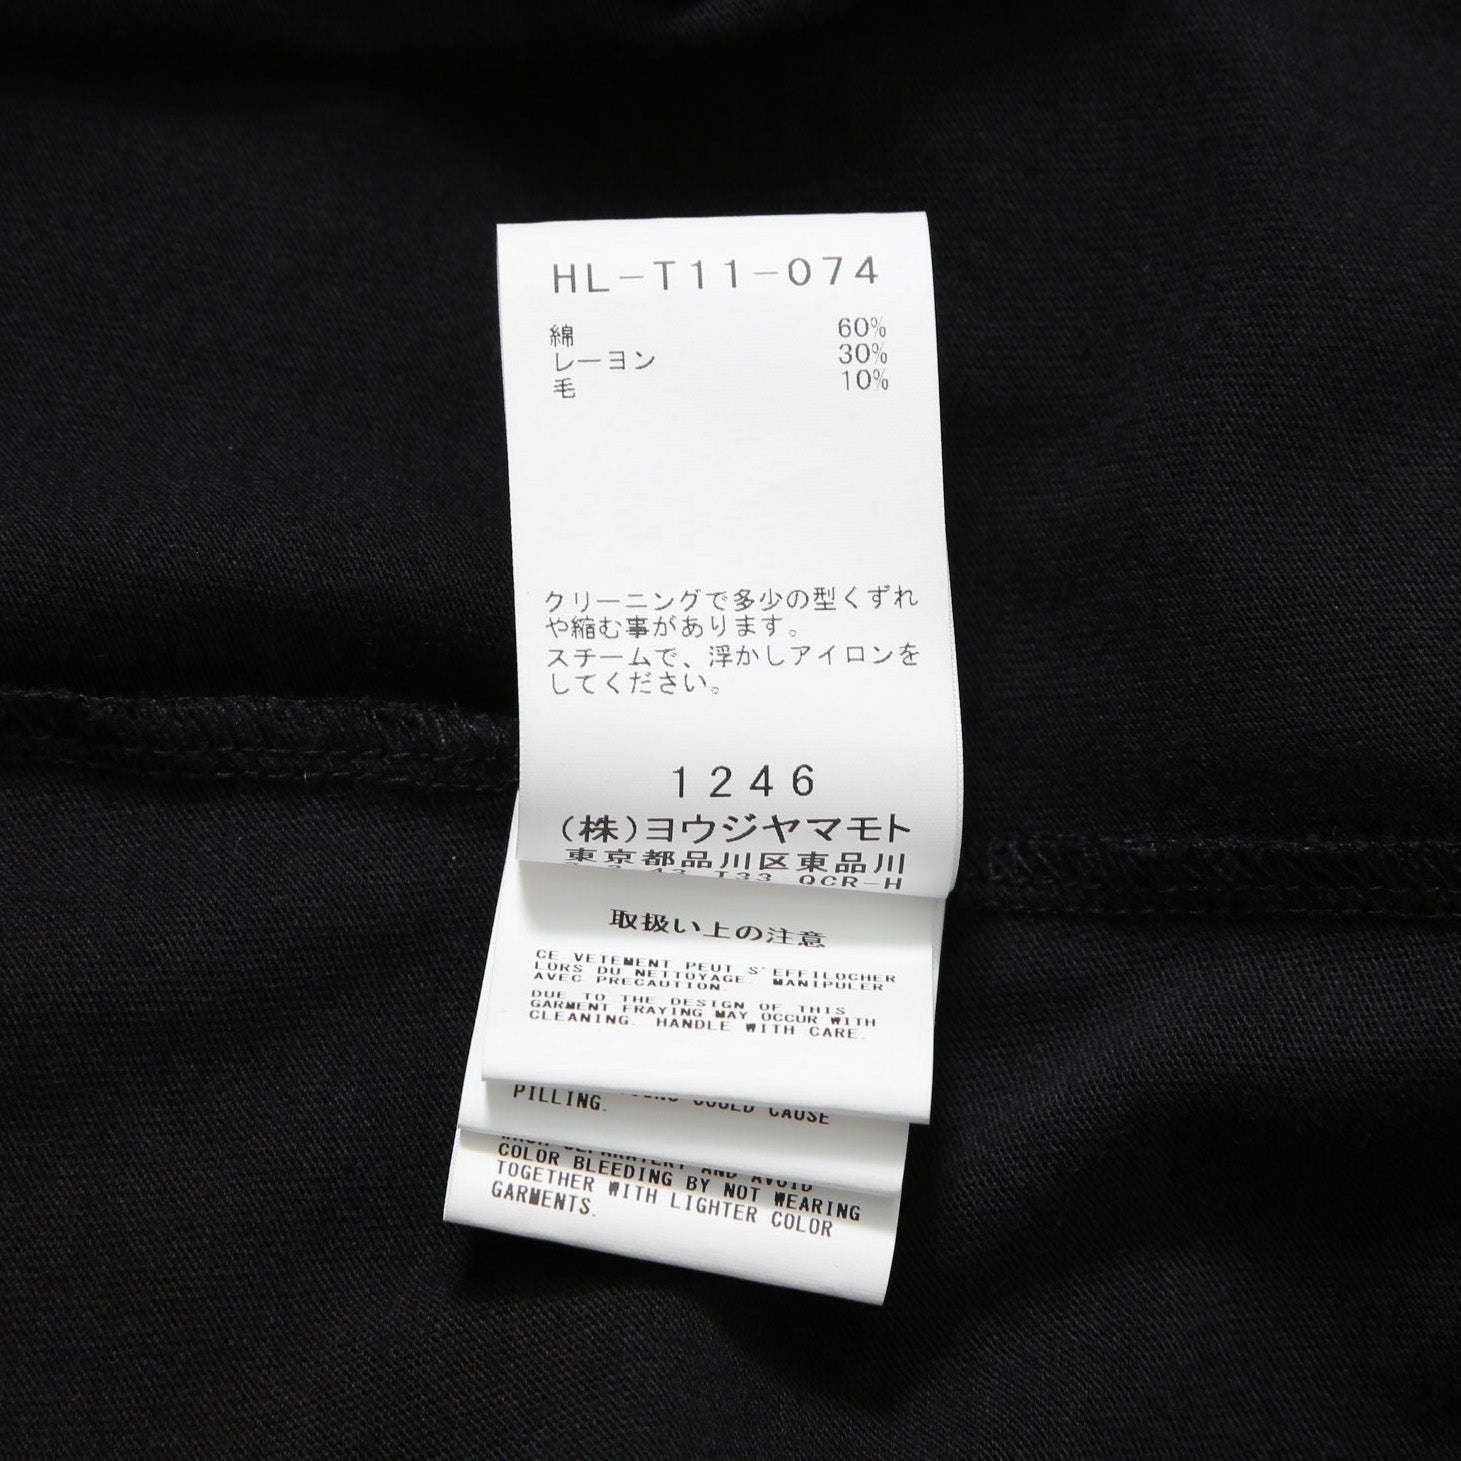 HL-T11-074
綿 60%
レーヨン 30%
毛 10%
クリーニングで多少の型くずれ
や縮む事があります。
スチームで、浮かしアイロンを
してください。
1246
(株)ヨウジヤマモト
東京都品川区東品川
T33 QCR-H
取扱い上の注意
CE VETEMENT PEUT S'EFFILOCHER
LORS DU NETTOYAGE. MANIPULER
AVEC PRECAUTION.
DUE TO THE DESIGN OF THIS
GARMENT FRAYING MAY OCCUR WITH
CLEANING. HANDLE WITH CARE.
COULD CAUSE
PILLING.
AND AVOID
COLOR BLEEDING BY NOT WEARING
TOGETHER WITH LIGHTER COLOR
GARMENTS.